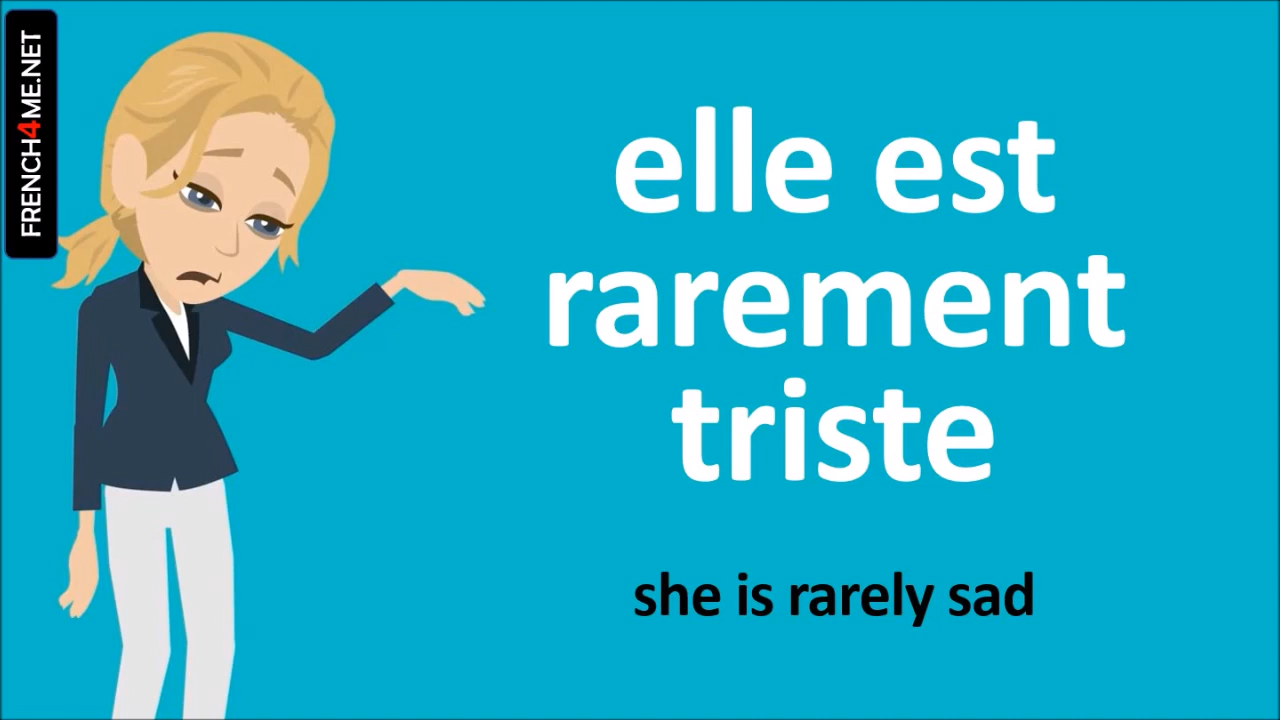 FRENCH4ME.NET
elle est
rarement
triste
she is rarely sad